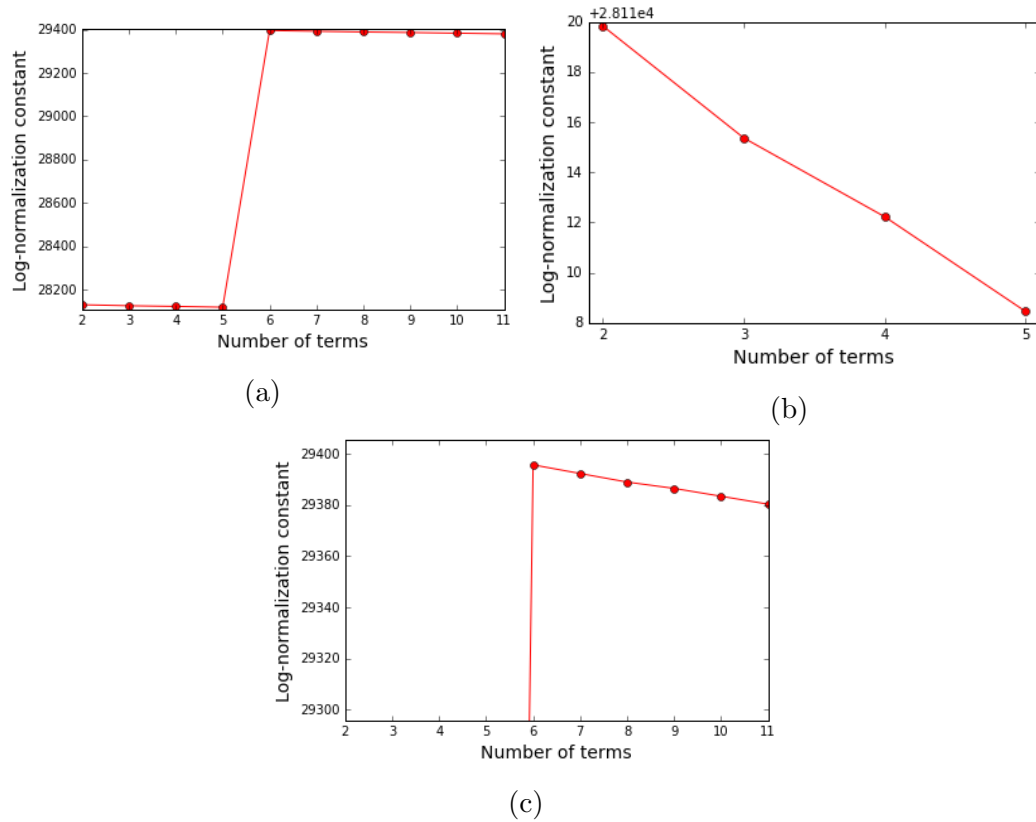 29400
29200
29000
28800
28600
28400
28200
Log-normalization constant
2 3 4 5 6 7 8 9 10 11
Number of terms
(a)
+2.811e4
20
18
16
14
12
10
8
Log-normalization constant
2 3 4 5
Number of terms
(b)
29400
29380
29360
29340
29320
29300
Log-normalization constant
2 3 4 5 6 7 8 9 10 11
Number of terms
(c)